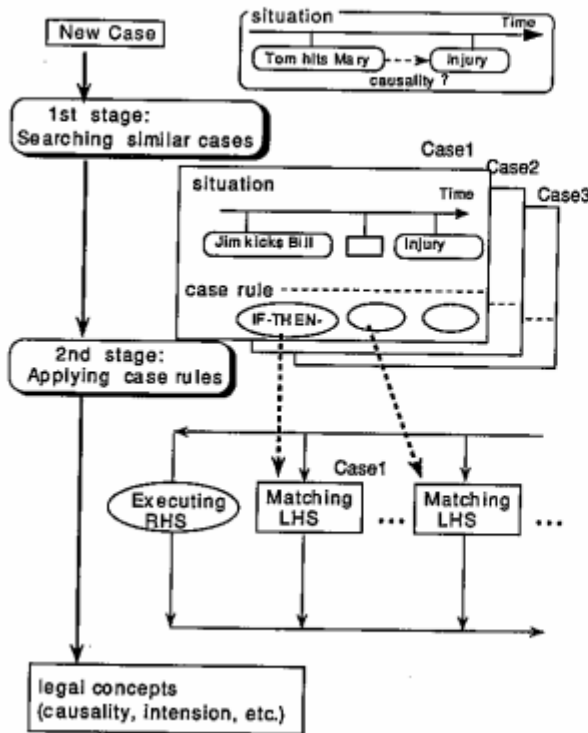 New Case
situation
Time
Tom hits Mary
Injury
causality ?
1st stage:
Searching similar cases
Case1
Case2
Case3
situation
Time
Jim kicks Bill
Injury
case rule
IF-THEN-
2nd stage:
Applying case rules
Case1
Executing
RHS
Matching
LHS
...
Matching
LHS
...
legal concepts
(causality, intension, etc.)